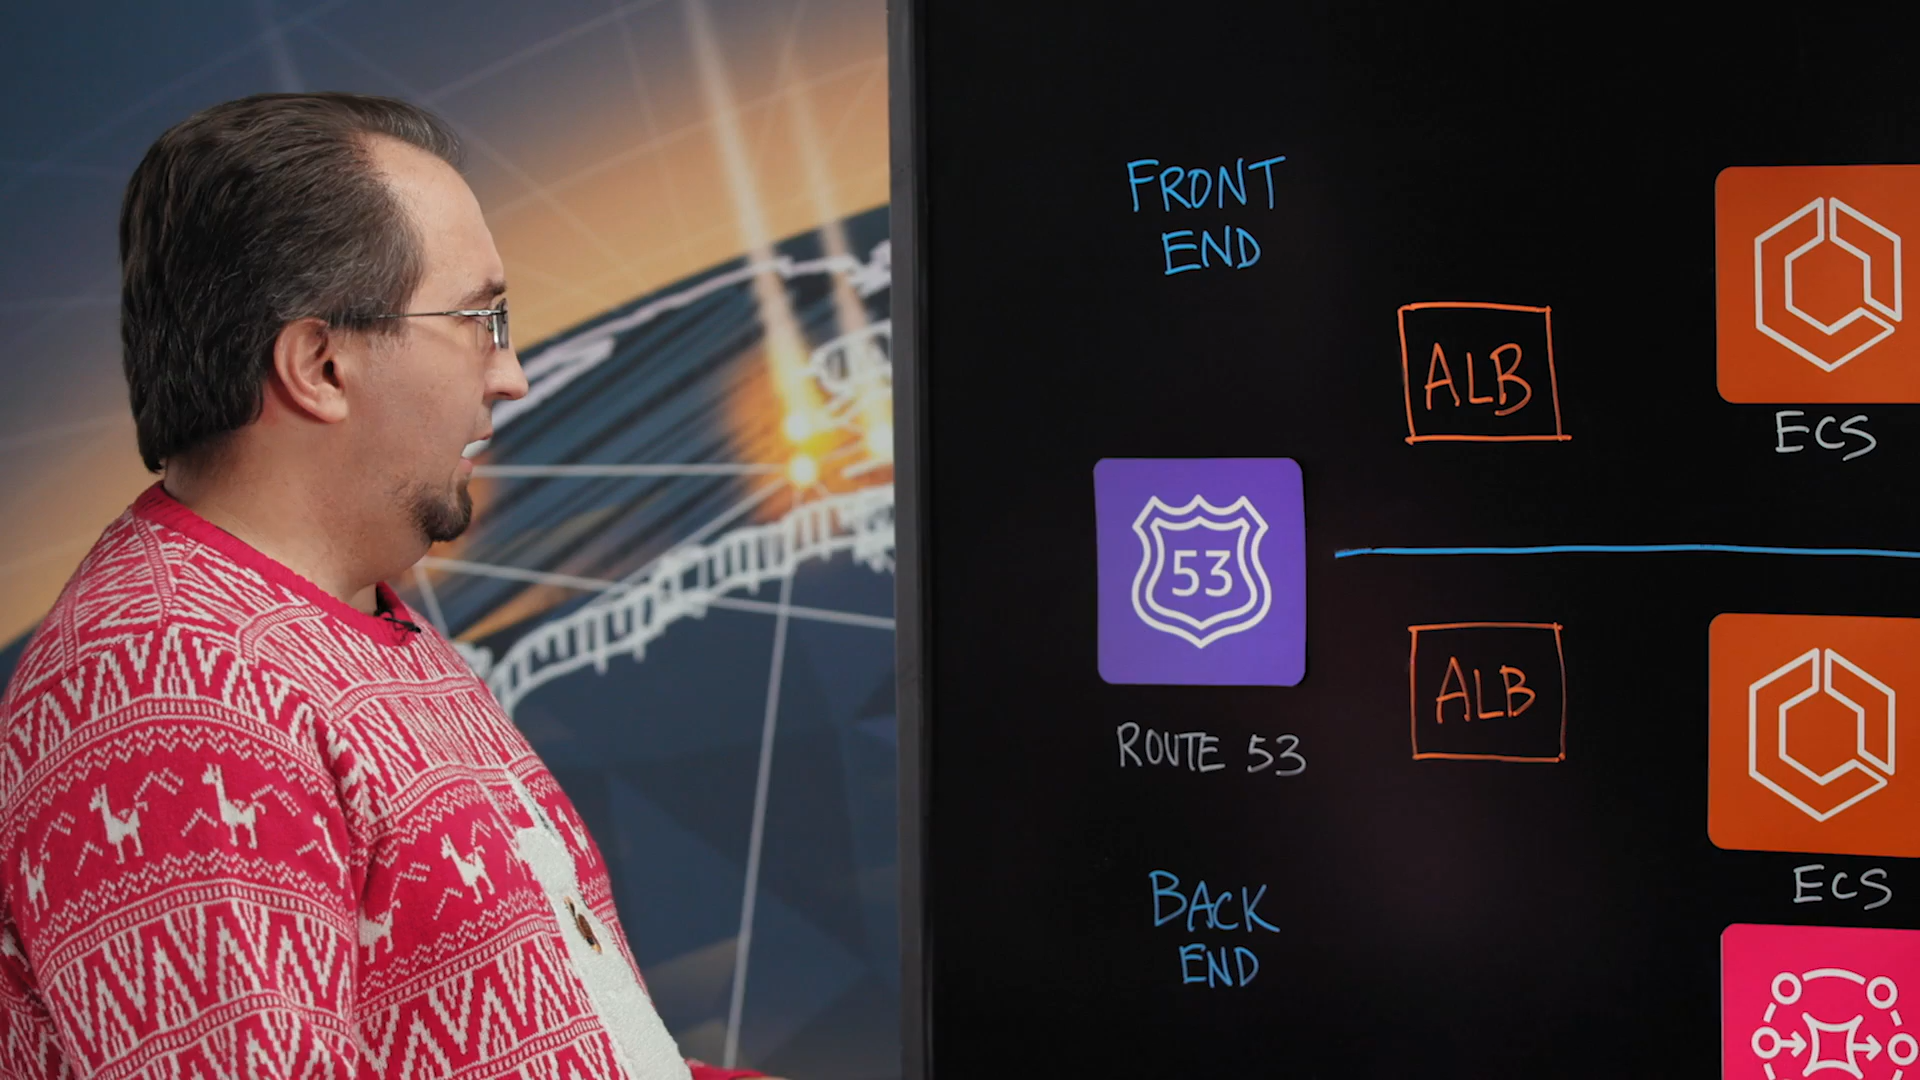 FRONT
END
ALB
ECS
53
ROUTE 53
ALB
ECS
BACK
END